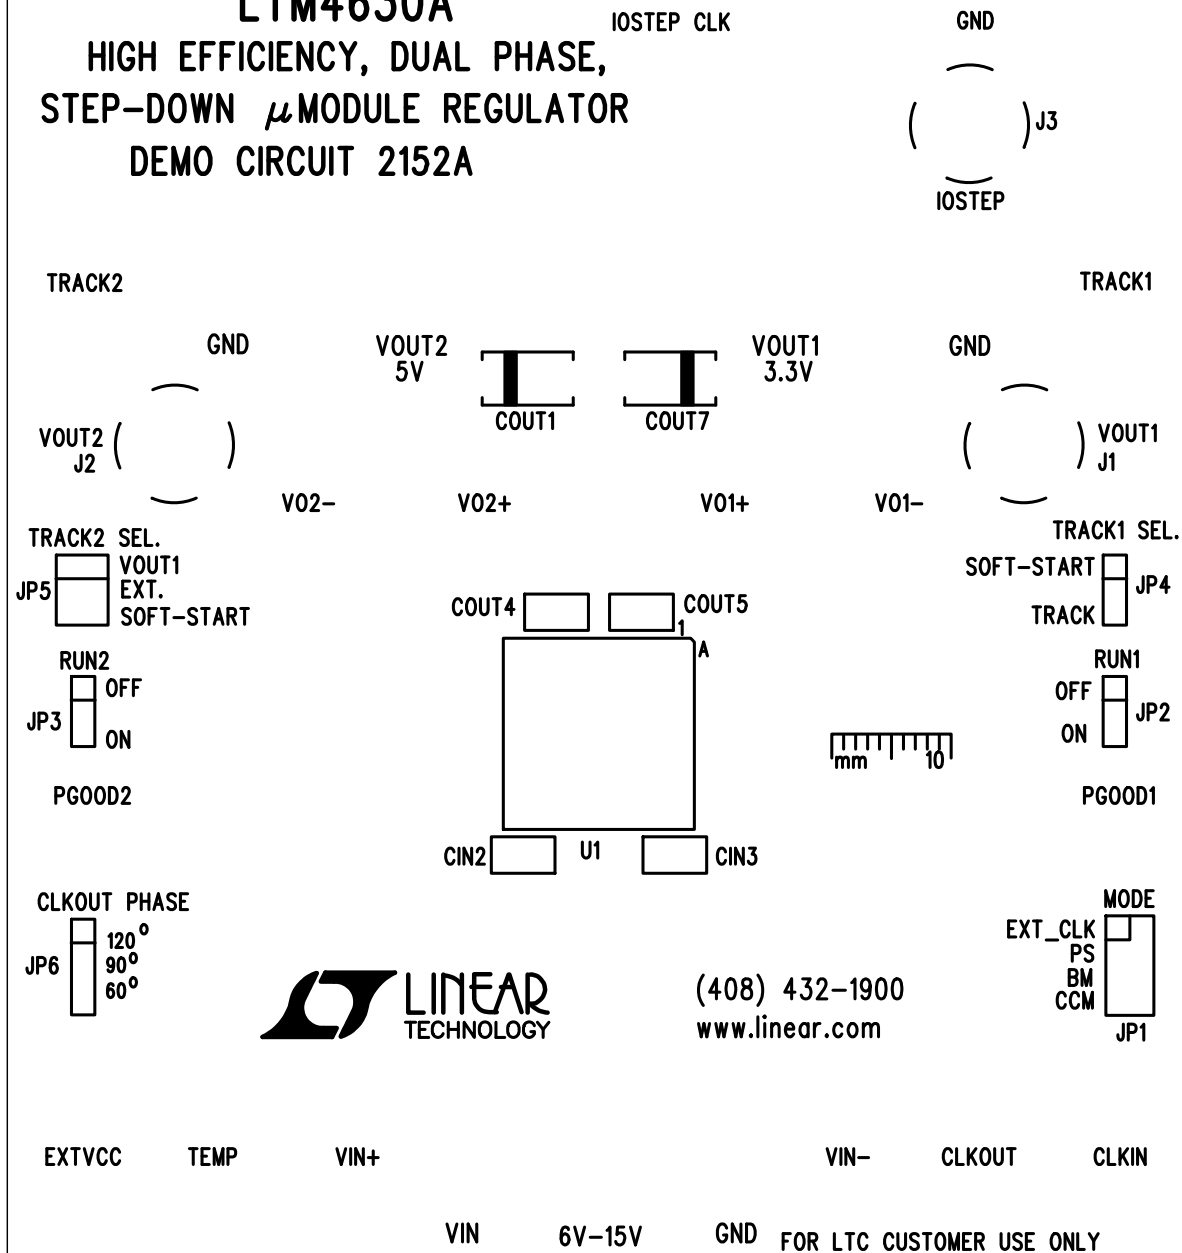 LTM4630A
HIGH EFFICIENCY, DUAL PHASE,
STEP-DOWN μMODULE REGULATOR
DEMO CIRCUIT 2152A
IOSTEP CLK
GND
J3
IOSTEP
TRACK2
TRACK1
GND
VOUT2
5V
COUT1
COUT7
VOUT1
3.3V
GND
VOUT2
J2
VOUT1
J1
VO2-
VO2+
VO1+
VO1-
TRACK2 SEL.
VOUT1
JP5
EXT.
SOFT-START
TRACK1 SEL.
SOFT-START
JP4
TRACK
COUT4
COUT5
1
A
RUN2
OFF
JP3
ON
RUN1
OFF
JP2
ON
mm 10
PGOOD2
PGOOD1
CIN2
U1
CIN3
CLKOUT PHASE
120°
JP6
90°
60°
MODE
EXT_CLK
PS
BM
CCM
JP1
LINEAR
TECHNOLOGY
(408) 432-1900
www.linear.com
EXTVCC
TEMP
VIN+
VIN-
CLKOUT
CLKIN
VIN
6V-15V
GND
FOR LTC CUSTOMER USE ONLY